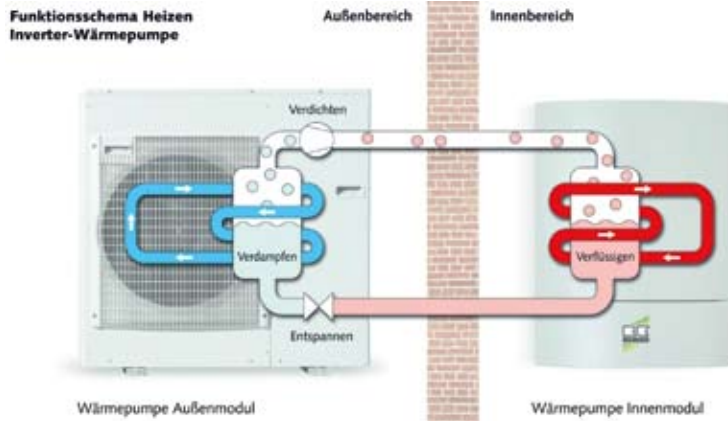 Funktionsschema Heizen
Inverter-Wärmepumpe
Außenbereich
Innenbereich
Verdichten
Verdampfen
Verflüssigen
Entspannen
Wärmepumpe Außenmodul
Wärmepumpe Innenmodul